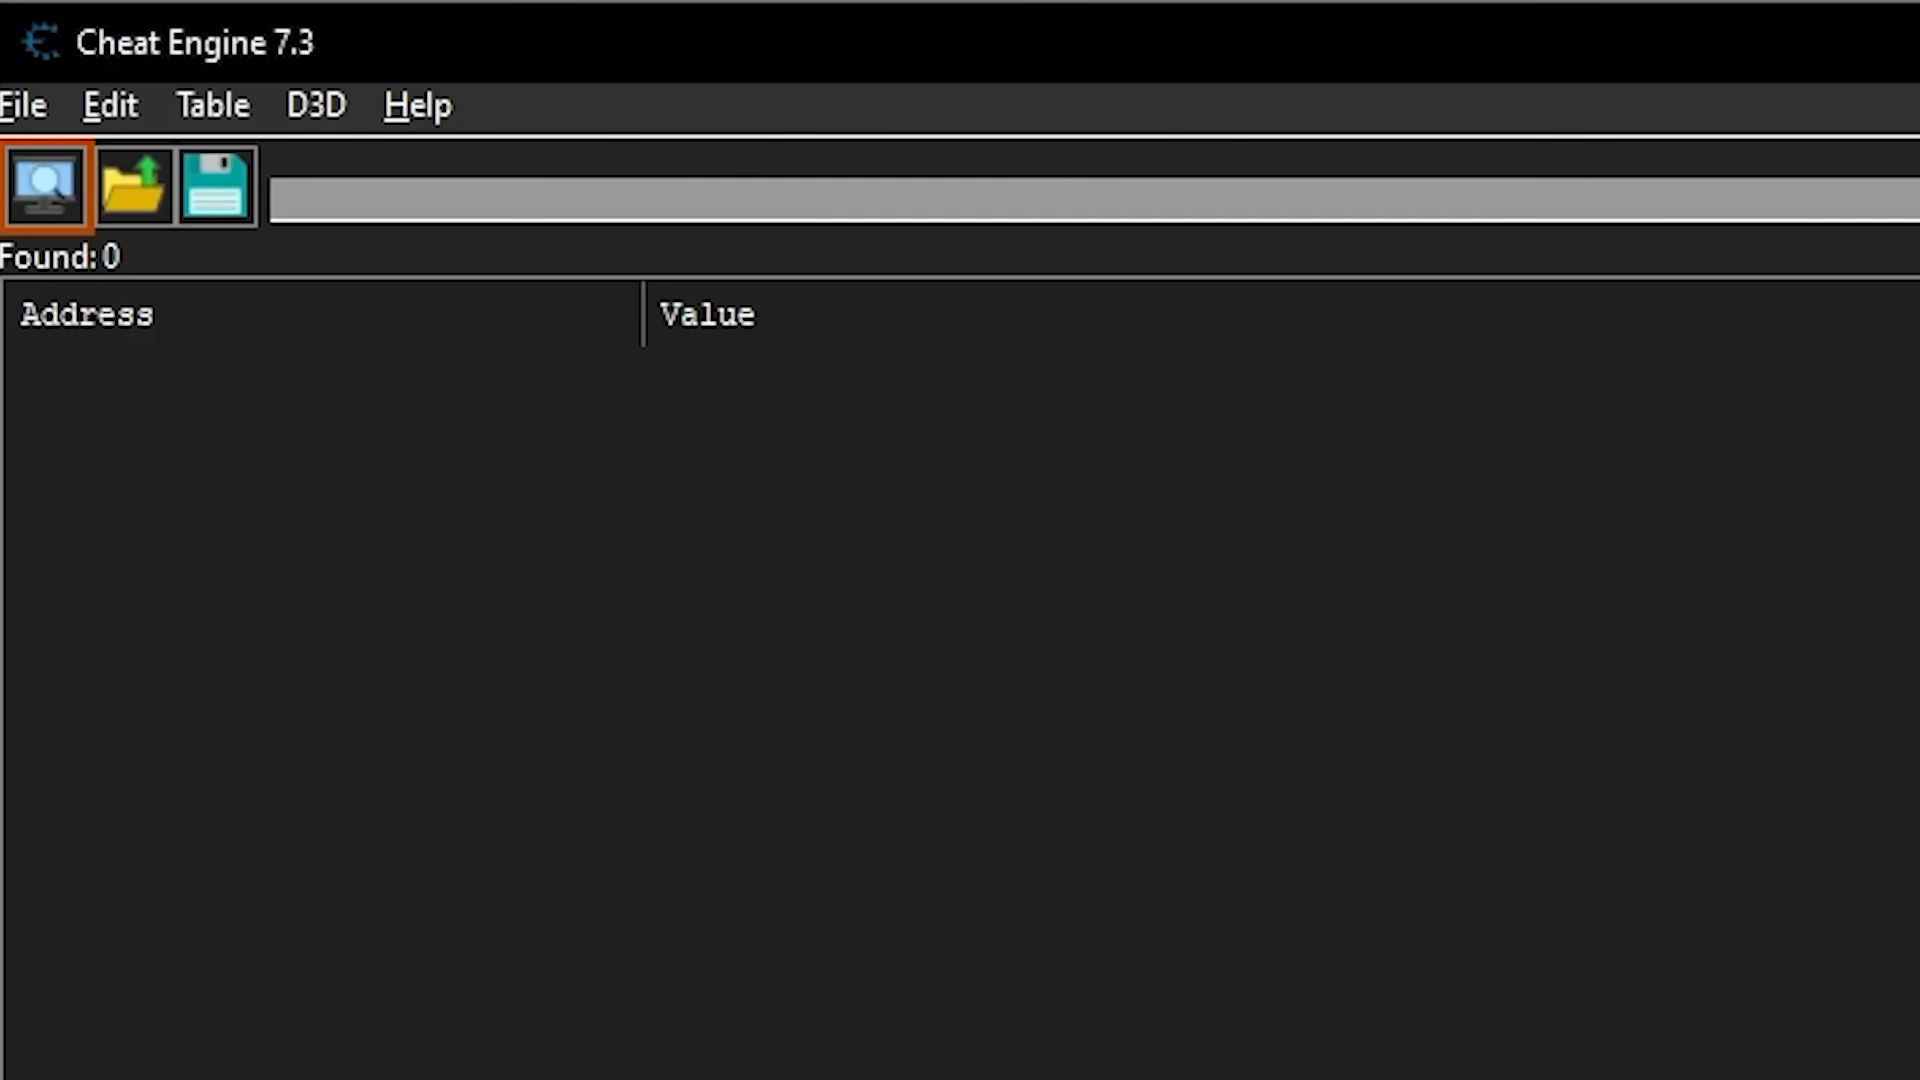 Cheat Engine 7.3
File Edit Table D3D Help
Found: 0
Address Value